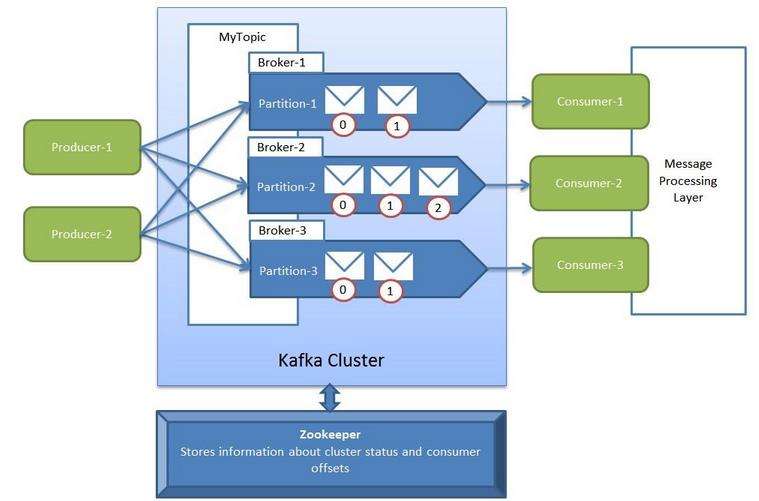 MyTopic
Broker-1
Partition-1
0
1
Broker-2
Partition-2
0
1
2
Broker-3
Partition-3
0
1
Producer-1
Producer-2
Consumer-1
Consumer-2
Consumer-3
Message
Processing
Layer
Kafka Cluster
Zookeeper
Stores information about cluster status and consumer
offsets